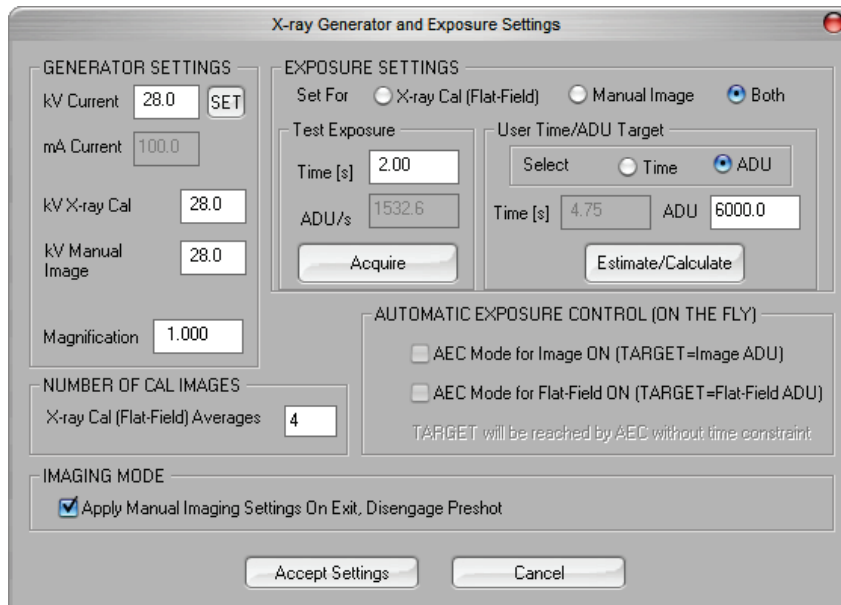 X-ray Generator and Exposure Settings
GENERATOR SETTINGS
kV Current 28.0 SET
mA Current 100.0
kV X-ray Cal 28.0
kV Manual
Image 28.0
Magnification 1.000
EXPOSURE SETTINGS
Set For X-ray Cal (Flat-Field) Manual Image Both
Test Exposure
Time [s] 2.00
ADU/s 1532.6
Acquire
User Time/ADU Target
Select Time ADU
Time [s] 4.75 ADU 6000.0
Estimate/Calculate
AUTOMATIC EXPOSURE CONTROL (ON THE FLY)
AEC Mode for Image ON (TARGET=Image ADU)
AEC Mode for Flat-Field ON (TARGET=Flat-Field ADU)
TARGET will be reached by AEC without time constraint
NUMBER OF CAL IMAGES
X-ray Cal (Flat-Field) Averages 4
IMAGING MODE
Apply Manual Imaging Settings On Exit, Disengage Preshot
Accept Settings Cancel